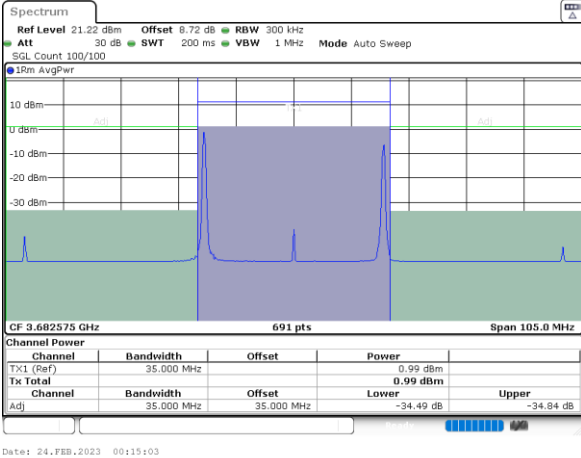 Spectrum
Ref Level 21.22 dBm Offset 8.72 dB RBW 300 kHz
Att 30 dB SWT 200 ms VBW 1 MHz Mode Auto Sweep
SGL Count 100/100
1Rm AvgPwr
10 dBm
Adj Adj
0 dBm
-10 dBm
-20 dBm
-30 dBm
CF 3.682575 GHz 691 pts Span 105.0 MHz
Channel Power
Channel Bandwidth Offset Power
TX1 (Ref) 35.000 MHz 0.99 dBm
Tx Total 0.99 dBm
Channel Bandwidth Offset Lower Upper
Adj 35.000 MHz 35.000 MHz -34.49 dB -34.84 dB
Date: 24.FEB.2023 00:15:03